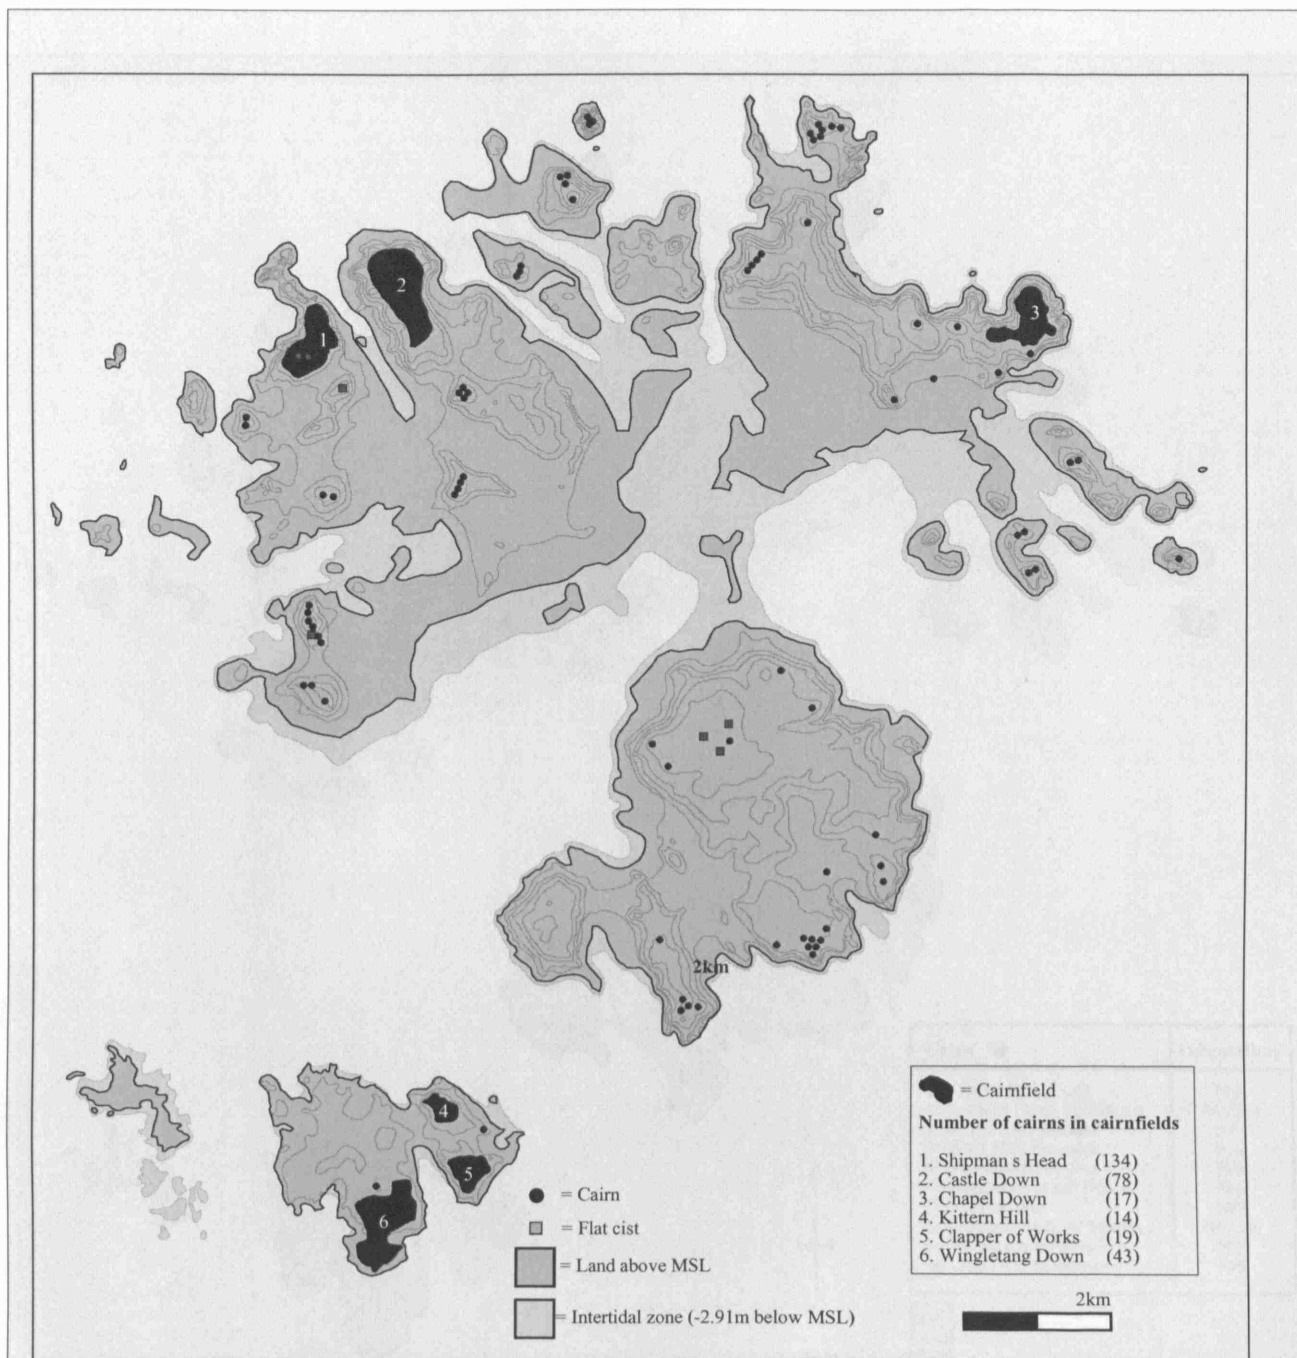 2
1
3
2km
4
5
6
= Cairn
= Flat cist
= Land above MSL
= Intertidal zone (-2.91m below MSL)
= Cairnfield
Number of cairns in cairnfields
1. Shipman s Head (134)
2. Castle Down (78)
3. Chapel Down (17)
4. Kittern Hill (14)
5. Clapper of Works (19)
6. Wingletang Down (43)
2km